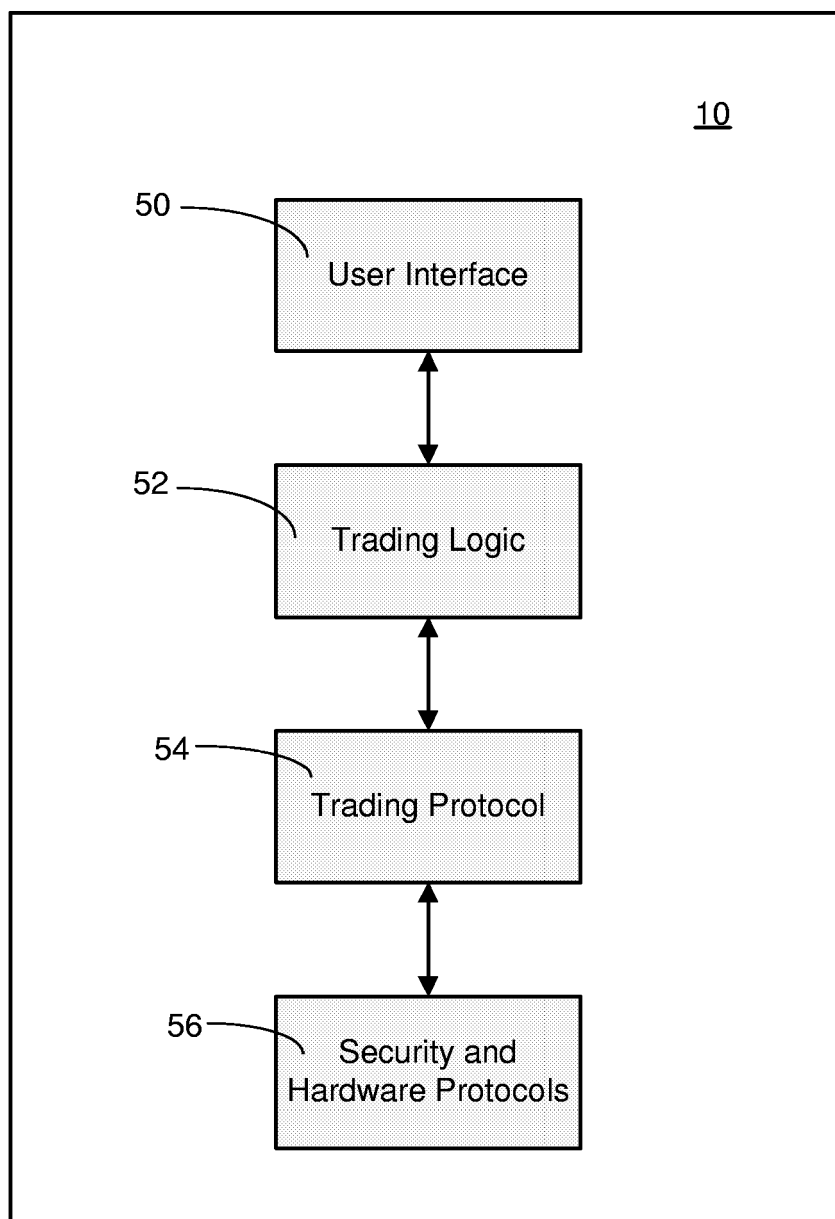 10
50
User Interface
52
Trading Logic
54
Trading Protocol
56
Security and
Hardware Protocols